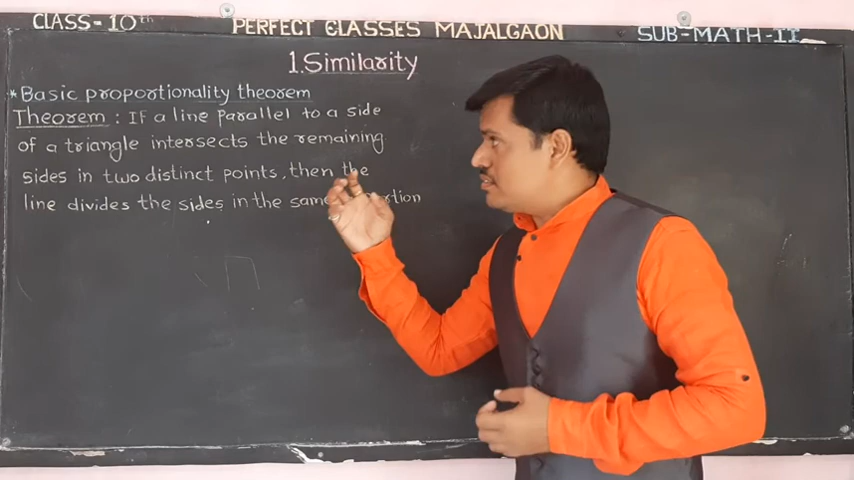 CLASS-10th PERFECT CLASSES MAJALGAON SUB-MATH-II
1. Similarity
* Basic proportionality theorem
Theorem : IF a line parallel to a side
of a triangle intersects the remaining
sides in two distinct points, then the
line divides the sides in the same